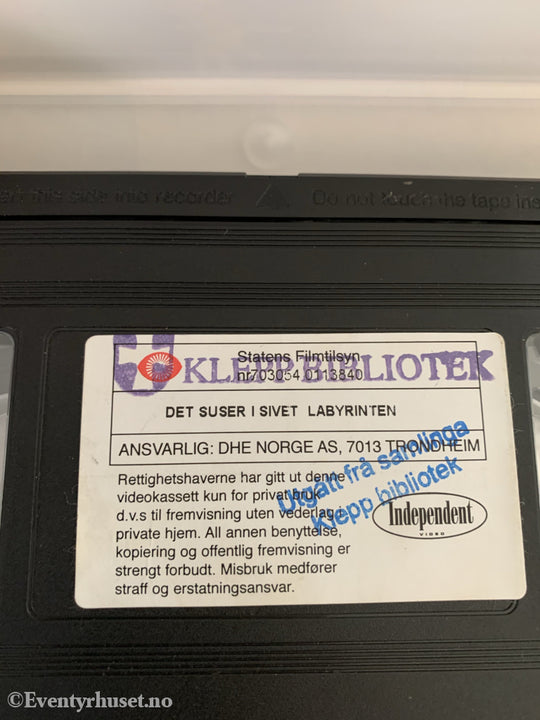 this side into recorder
Do not touch the tape ins
KLEPP BIBLIOTEK
Statens Filmtilsyn
nr703054 0113840
DET SUSER I SIVET LABYRINTEN
ANSVARLIG: DHE NORGE AS, 7013 TRONDHEIM
Rettighetshaverne har gitt ut denne
videokassett kun for privat bruk
d.v.s til fremvisning uten vederlag i
private hjem. All annen benyttelse,
kopiering og offentlig fremvisning er
strengt forbudt. Misbruk medfører
straff og erstatningsansvar.
Utgått frå samlinga
Klepp bibliotek
Independent
VIDEO
©Eventyrhuset.no